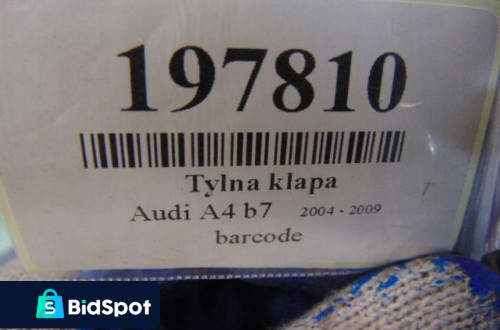 197810
Tylna klapa
Audi A4 b7 2004 - 2009
barcode
BidSpot